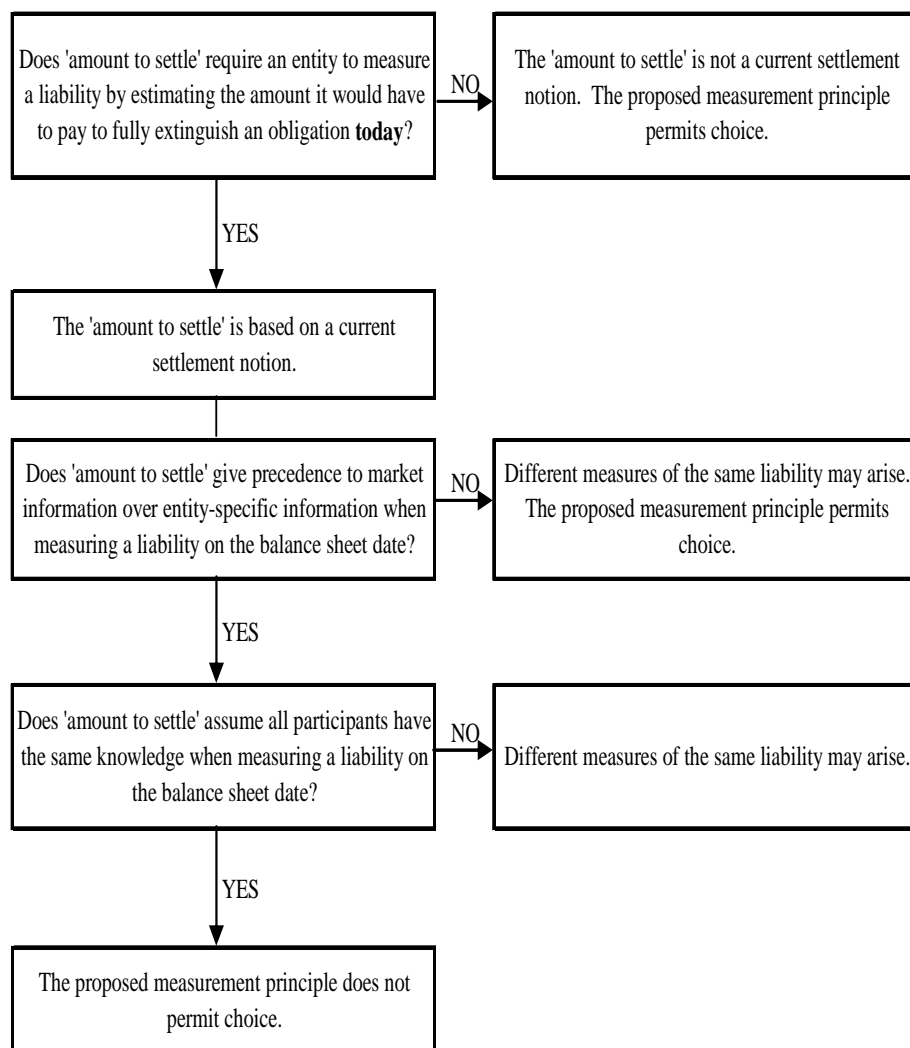 Does 'amount to settle' require an entity to measure
a liability by estimating the amount it would have
to pay to fully extinguish an obligation today?
NO
The 'amount to settle' is not a current settlement
notion. The proposed measurement principle
permits choice.
YES
The 'amount to settle' is based on a current
settlement notion.
Does 'amount to settle' give precedence to market
information over entity-specific information when
measuring a liability on the balance sheet date?
NO
Different measures of the same liability may arise.
The proposed measurement principle permits
choice.
YES
Does 'amount to settle' assume all participants have
the same knowledge when measuring a liability on
the balance sheet date?
NO
Different measures of the same liability may arise.
YES
The proposed measurement principle does not
permit choice.